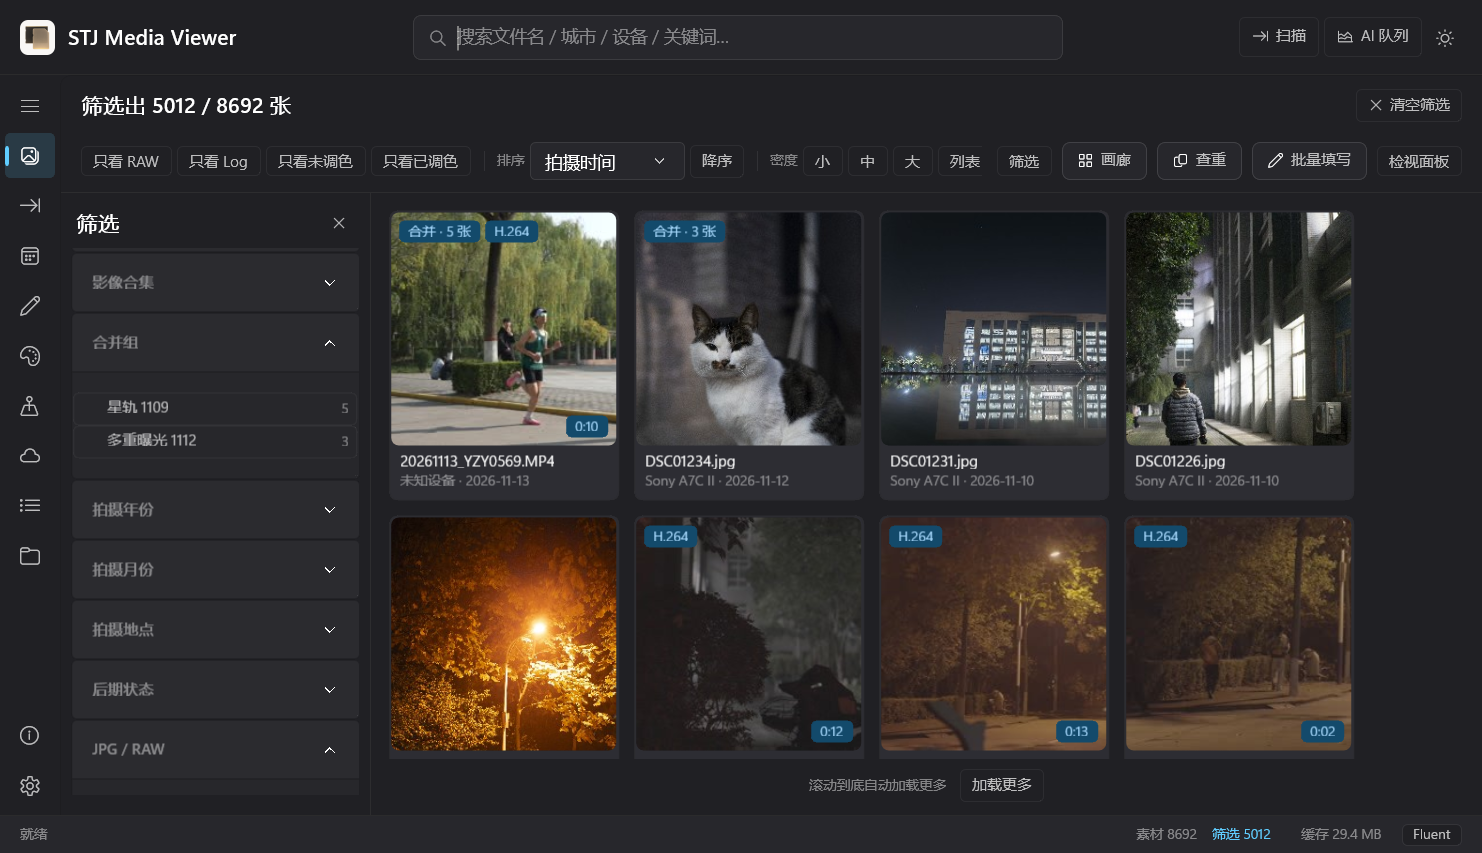 STJ Media Viewer
搜索文件名 / 城市 / 设备 / 关键词...
扫描
AI 队列
筛选出 5012 / 8692 张
清空筛选
只看 RAW
只看 Log
只看未调色
只看已调色
排序
拍摄时间
降序
密度
小
中
大
列表
筛选
画廊
查重
批量填写
检视面板
筛选
影像合集
合并组
星轨 1109
5
多重曝光 1112
3
拍摄年份
拍摄月份
拍摄地点
后期状态
JPG / RAW
合并 · 5 张
H.264
0:10
20261113_YZY0569.MP4
未知设备 · 2026-11-13
合并 · 3 张
DSC01234.jpg
Sony A7C II · 2026-11-12
DSC01231.jpg
Sony A7C II · 2026-11-10
DSC01226.jpg
Sony A7C II · 2026-11-10
H.264
0:12
H.264
0:13
H.264
0:02
滚动到底自动加载更多
加载更多
就绪
素材 8692
筛选 5012
缓存 29.4 MB
Fluent